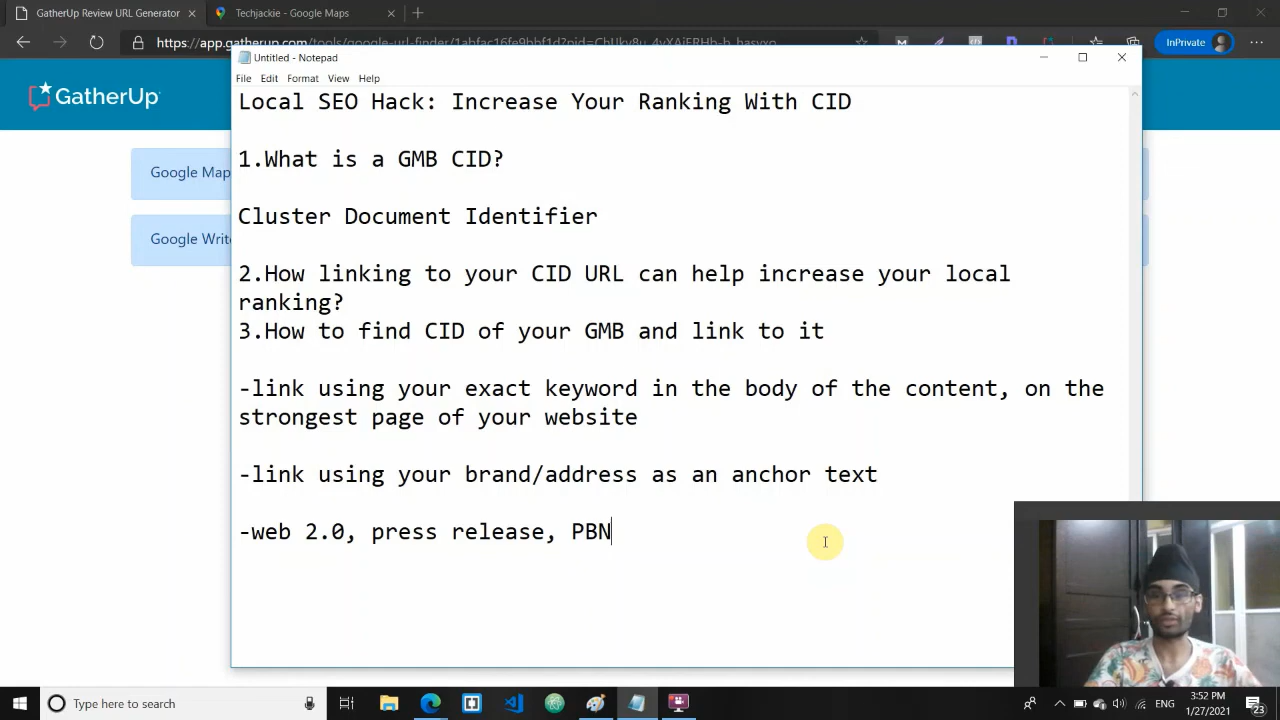 GatherUp Review URL Generator
Techjackie - Google Maps
https://app.gatherup.com/tools/google-url-finder/
InPrivate
Untitled - Notepad
File Edit Format View Help
GatherUp
Google Map
Google Write
Local SEO Hack: Increase Your Ranking With CID
1.What is a GMB CID?
Cluster Document Identifier
2.How linking to your CID URL can help increase your local
ranking?
3.How to find CID of your GMB and link to it
-link using your exact keyword in the body of the content, on the
strongest page of your website
-link using your brand/address as an anchor text
-web 2.0, press release, PBN
Type here to search
ENG
3:52 PM
1/27/2021
23